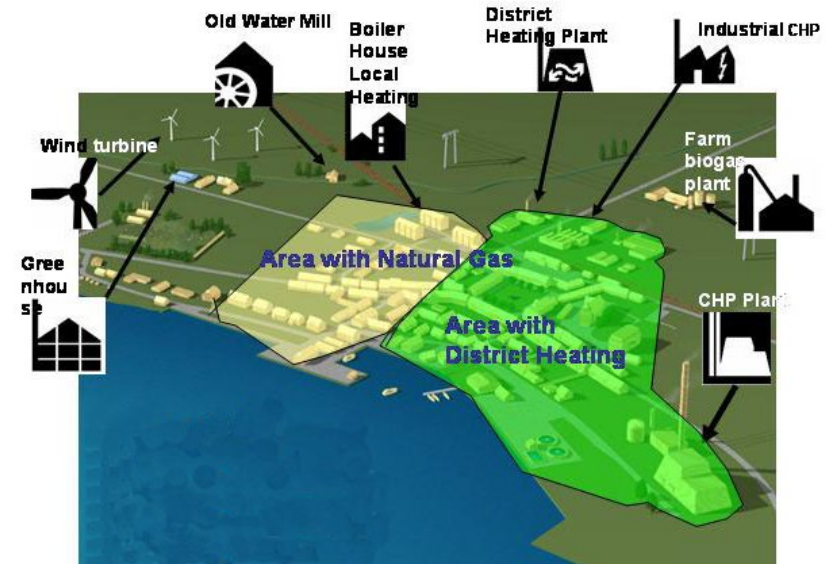 Old Water Mill
Boiler
House
Local
Heating
District
Heating Plant
Industrial CHP
Wind turbine
Farm
biogas
plant
Area with Natural Gas
Gree
nhou
se
CHP Plant
Area with
District Heating